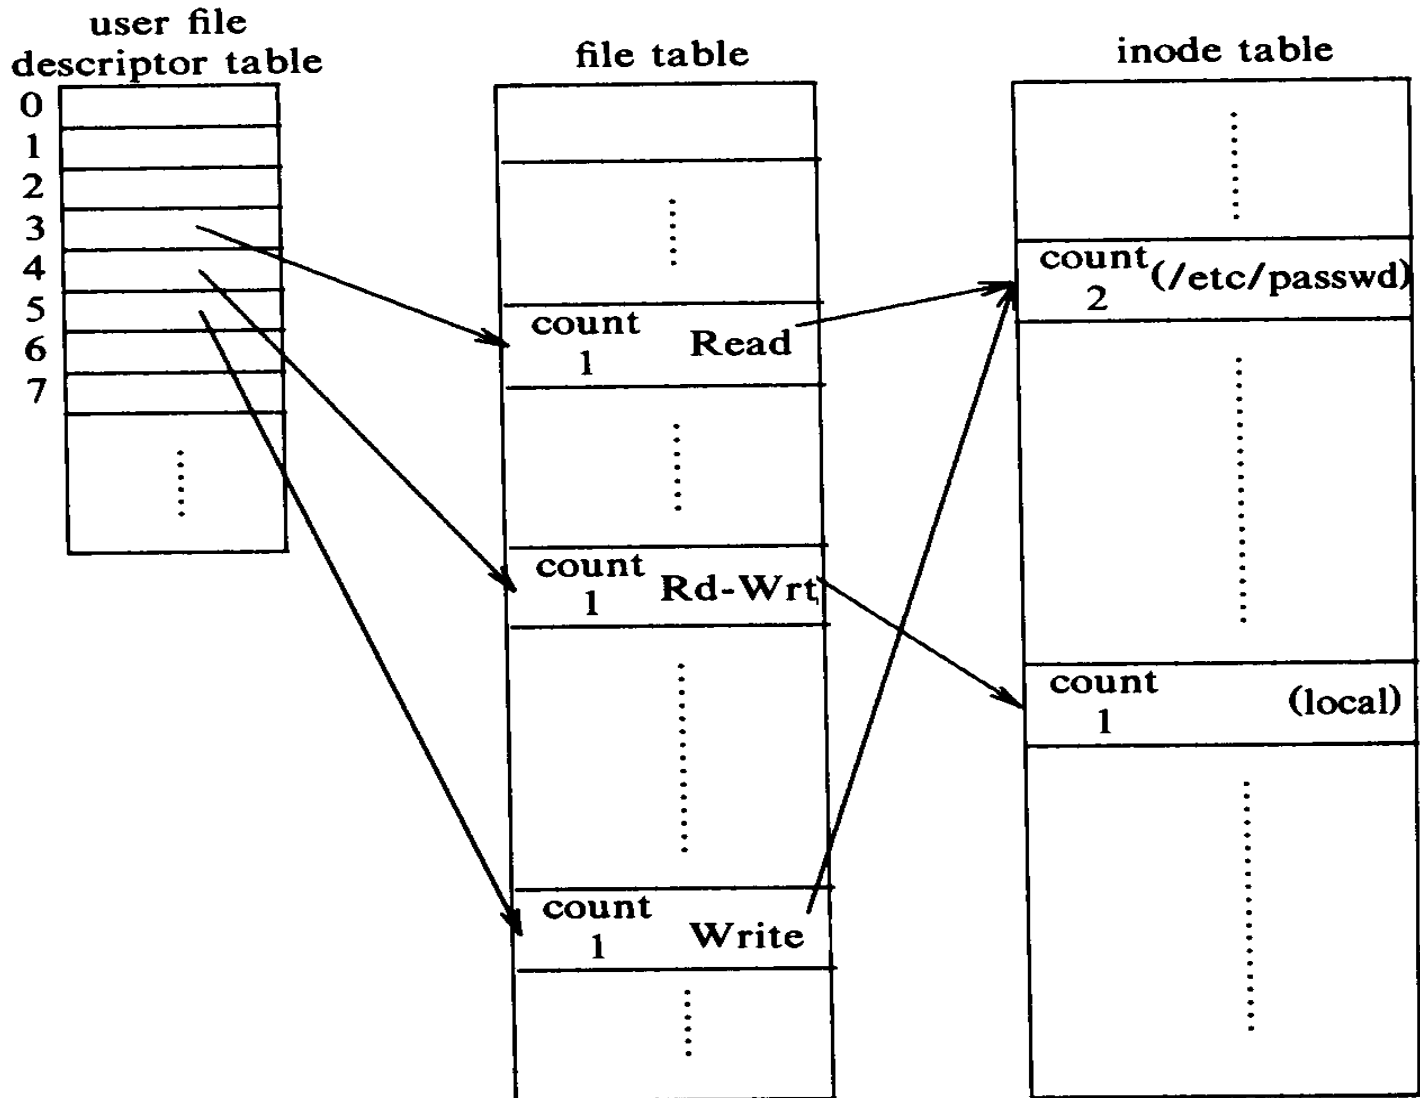 user file
descriptor table
0
1
2
3
4
5
6
7
file table
count
1 Read
count
1 Rd-Wrt
count
1 Write
inode table
count (/etc/passwd)
2
count
1 (local)